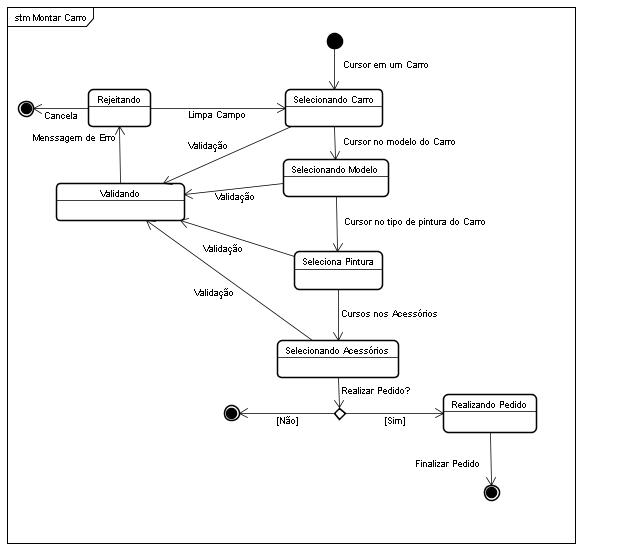 stm Montar Carro
Cursor em um Carro
Rejeitando
Selecionando Carro
Cancela
Limpa Campo
Menssagem de Erro
Validação
Cursor no modelo do Carro
Selecionando Modelo
Validando
Validação
Cursor no tipo de pintura do Carro
Validação
Seleciona Pintura
Validação
Cursos nos Acessórios
Selecionando Acessórios
Realizar Pedido?
Realizando Pedido
[Não]
[Sim]
Finalizar Pedido